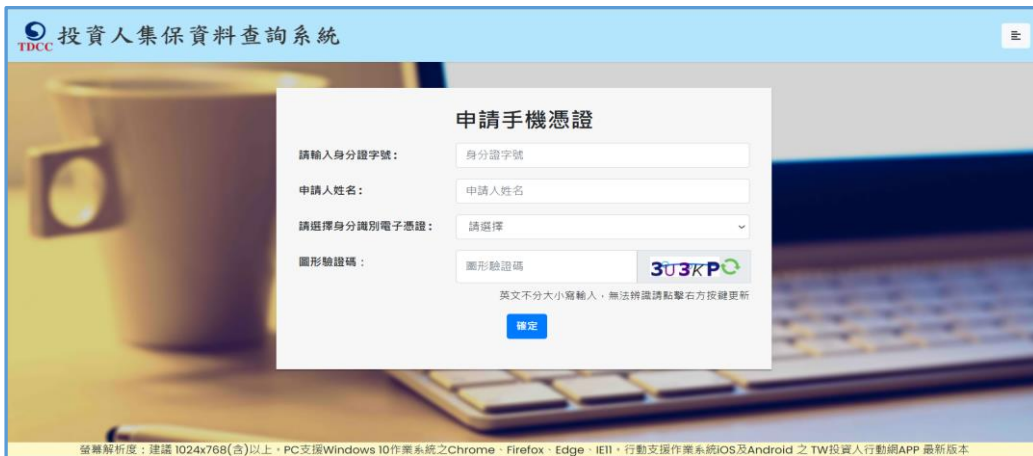 TDCC 投資人集保資料查詢系統
申請手機憑證
請輸入身分證字號：
身分證字號
申請人姓名：
申請人姓名
請選擇身分識別電子憑證：
請選擇
圖形驗證碼：
圖形驗證碼
3U3KP
英文不分大小寫輸入，無法辨識請點擊右方按鍵更新
確定
螢幕解析度：建議 1024x768(含)以上，PC支援Windows 10作業系統之Chrome、Firefox、Edge、IE11，行動支援作業系統iOS及Android 之 TW投資人行動網APP 最新版本